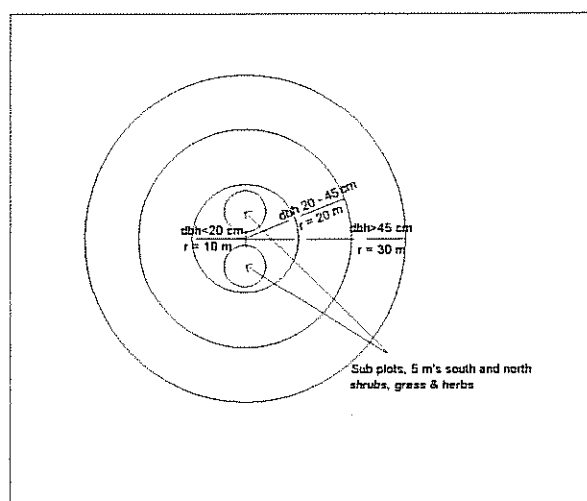 dbh<20 cm
r = 10 m
dbh 20 - 45 cm
r = 20 m
dbh>45 cm
r = 30 m
Sub plots, 5 m's south and north
shrubs, grass & herbs